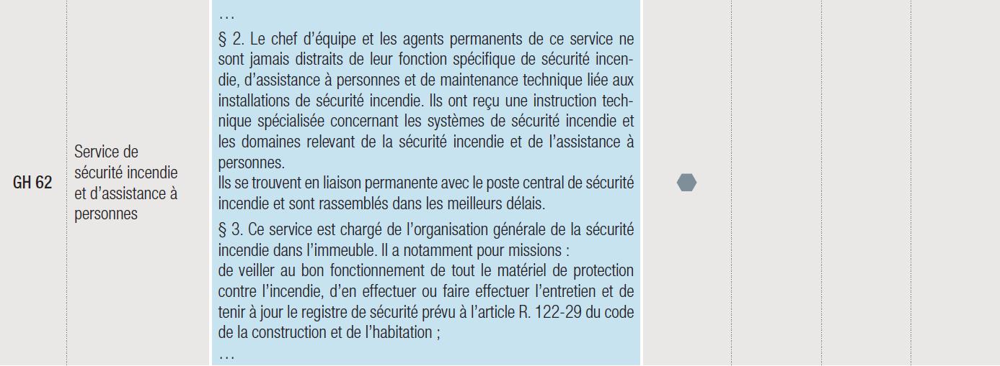 GH 62
Service de
sécurité incendie
et d’assistance à
personnes
…
§ 2. Le chef d’équipe et les agents permanents de ce service ne
sont jamais distraits de leur fonction spécifique de sécurité incen-
die, d’assistance à personnes et de maintenance technique liée aux
installations de sécurité incendie. Ils ont reçu une instruction tech-
nique spécialisée concernant les systèmes de sécurité incendie et
les domaines relevant de la sécurité incendie et de l’assistance à
personnes.
Ils se trouvent en liaison permanente avec le poste central de sécurité
incendie et sont rassemblés dans les meilleurs délais.
§ 3. Ce service est chargé de l’organisation générale de la sécurité
incendie dans l’immeuble. Il a notamment pour missions :
de veiller au bon fonctionnement de tout le matériel de protection
contre l’incendie, d’en effectuer ou faire effectuer l’entretien et de
tenir à jour le registre de sécurité prévu à l’article R. 122-29 du code
de la construction et de l’habitation ;
…